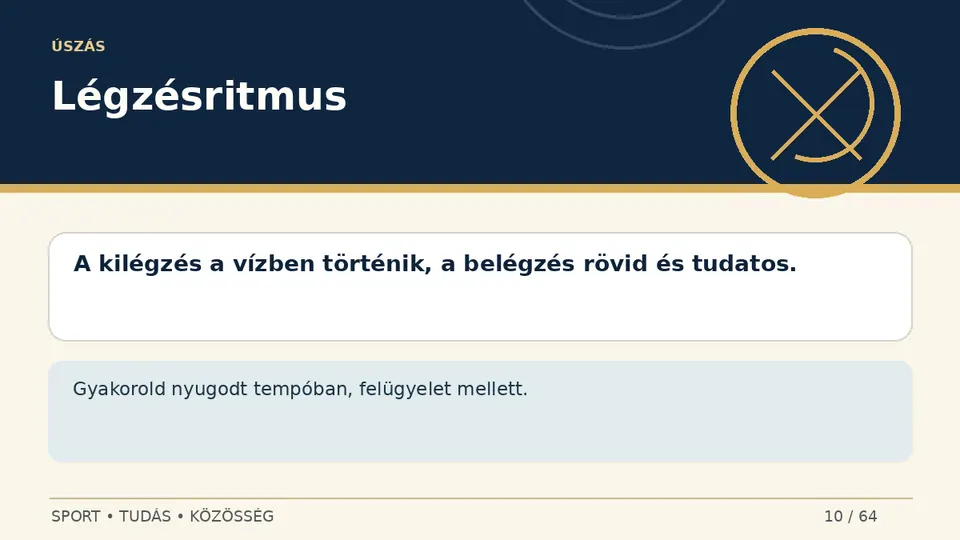 ÚSZÁS
Légzésritmus
A kilégzés a vízben történik, a belégzés rövid és tudatos.
Gyakorold nyugodt tempóban, felügyelet mellett.
SPORT • TUDÁS • KÖZÖSSÉG
10 / 64